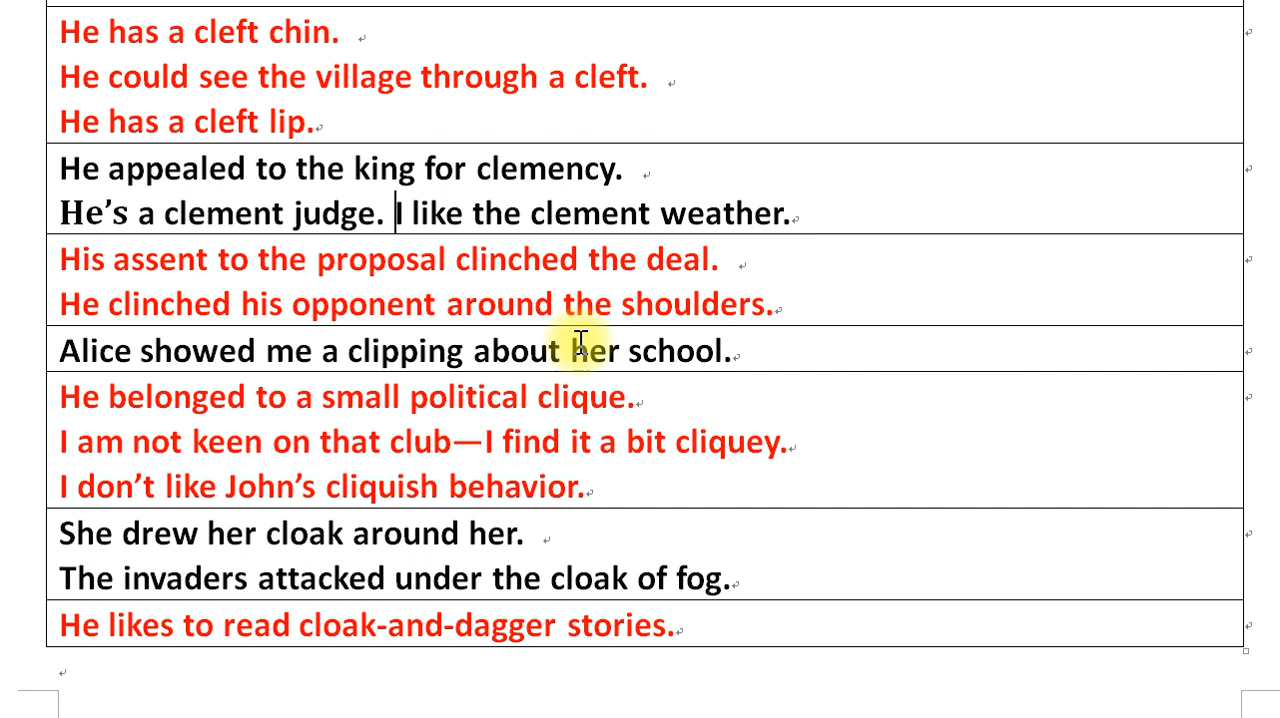 He has a cleft chin.
He could see the village through a cleft.
He has a cleft lip.
He appealed to the king for clemency.
He’s a clement judge. I like the clement weather.
His assent to the proposal clinched the deal.
He clinched his opponent around the shoulders.
Alice showed me a clipping about her school.
He belonged to a small political clique.
I am not keen on that club—I find it a bit cliquey.
I don’t like John’s cliquish behavior.
She drew her cloak around her.
The invaders attacked under the cloak of fog.
He likes to read cloak-and-dagger stories.